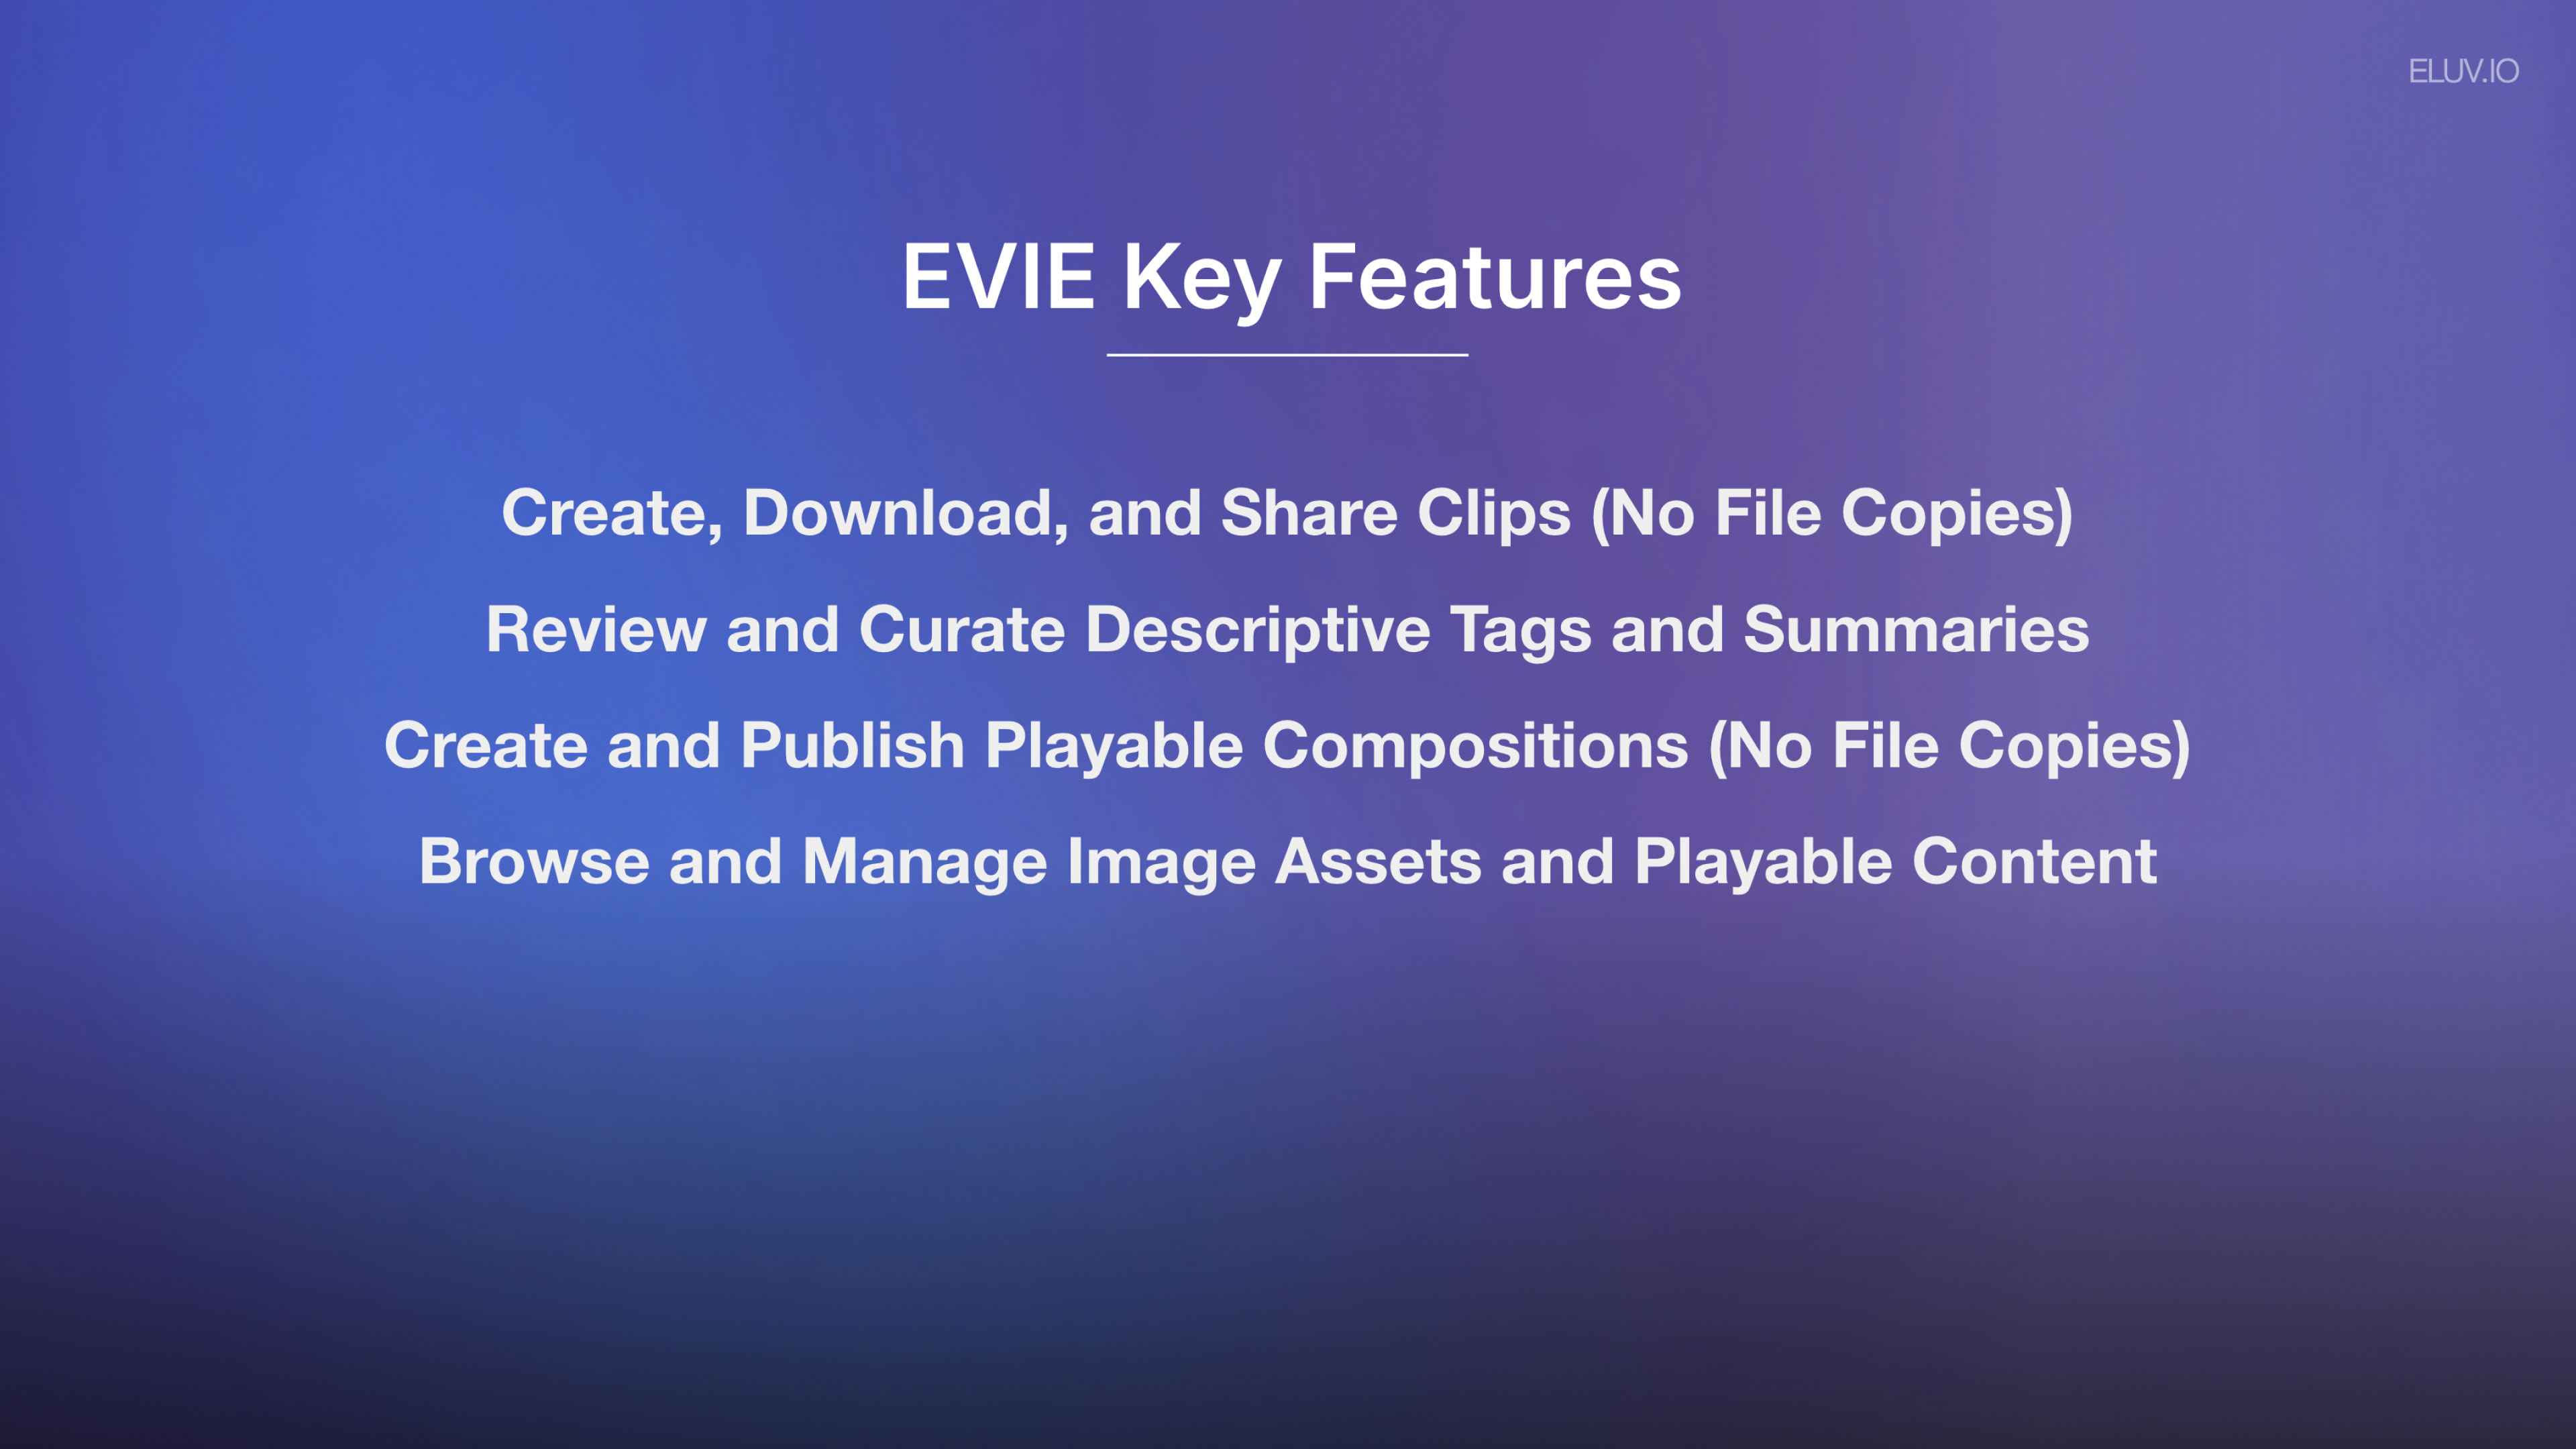 ELUV.IO
EVIE Key Features
Create, Download, and Share Clips (No File Copies)
Review and Curate Descriptive Tags and Summaries
Create and Publish Playable Compositions (No File Copies)
Browse and Manage Image Assets and Playable Content